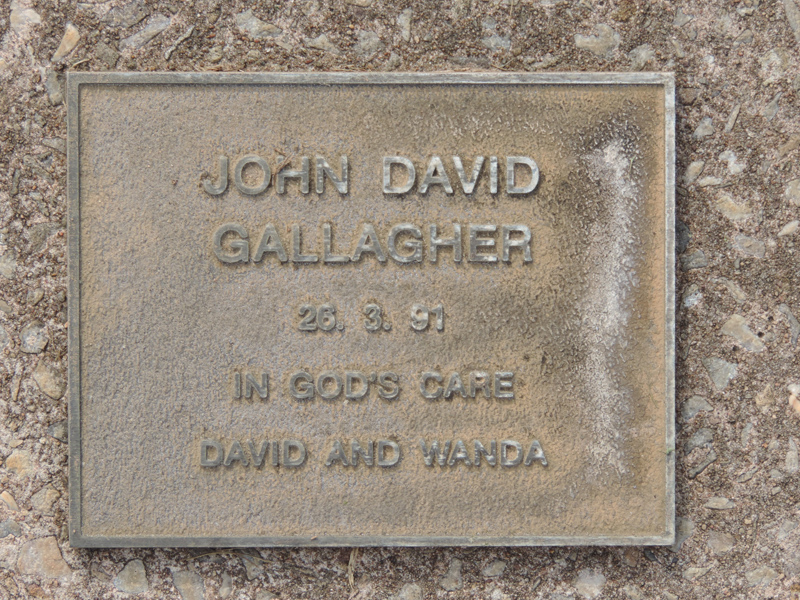 JOHN DAVID
GALLAGHER
26. 3. 91
IN GOD'S CARE
DAVID AND WANDA